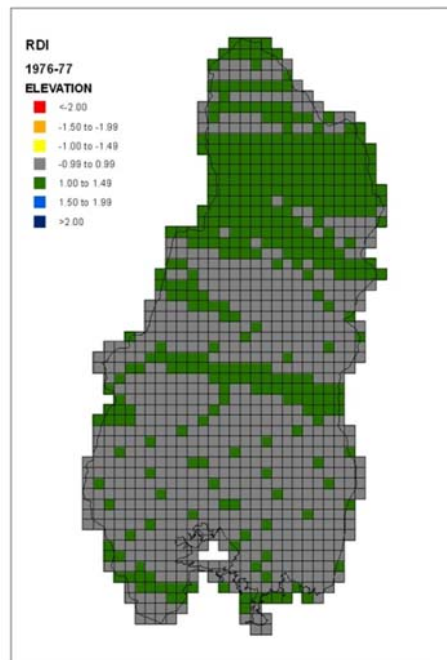 RDI
1976-77
ELEVATION
<-2.00
-1.50 to -1.99
-1.00 to -1.49
-0.99 to 0.99
1.00 to 1.49
1.50 to 1.99
>2.00